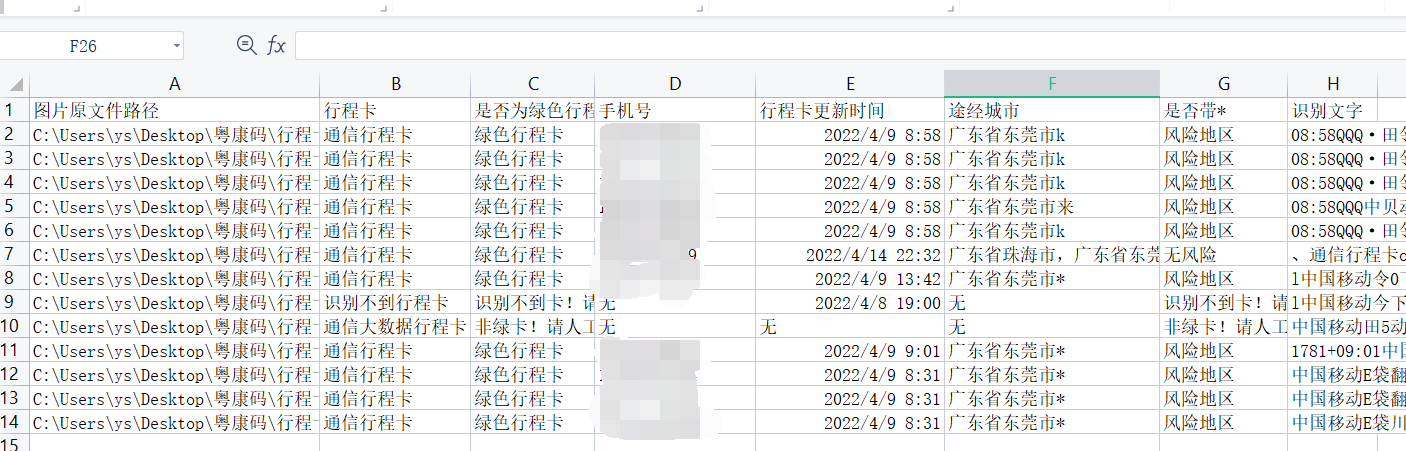 F26 fx
A B C D E F G H
1 图片原文件路径 行程卡 是否为绿色行程 手机号 行程卡更新时间 途经城市 是否带* 识别文字
2 C:\Users\ys\Desktop\粤康码\行程 通信行程卡 绿色行程卡 2022/4/9 8:58 广东省东莞市k 风险地区 08:58QQQ·田
3 C:\Users\ys\Desktop\粤康码\行程 通信行程卡 绿色行程卡 2022/4/9 8:58 广东省东莞市k 风险地区 08:58QQQ·田
4 C:\Users\ys\Desktop\粤康码\行程 通信行程卡 绿色行程卡 2022/4/9 8:58 广东省东莞市k 风险地区 08:58QQQ·田
5 C:\Users\ys\Desktop\粤康码\行程 通信行程卡 绿色行程卡 2022/4/9 8:58 广东省东莞市来 风险地区 08:58QQQ中贝动
6 C:\Users\ys\Desktop\粤康码\行程 通信行程卡 绿色行程卡 2022/4/9 8:58 广东省东莞市k 风险地区 08:58QQQ·田
7 C:\Users\ys\Desktop\粤康码\行程 通信行程卡 绿色行程卡 9 2022/4/14 22:32 广东省珠海市，广东省东莞 无风险 、通信行程卡
8 C:\Users\ys\Desktop\粤康码\行程 通信行程卡 绿色行程卡 2022/4/9 13:42 广东省东莞市* 风险地区 1中国移动令0
9 C:\Users\ys\Desktop\粤康码\行程 识别不到行程卡 识别不到卡！请 无 2022/4/8 19:00 无 识别不到卡！请 1中国移动今下
10 C:\Users\ys\Desktop\粤康码\行程 通信大数据行程卡 非绿卡！请人工 无 无 无 非绿卡！请人工 中国移动田5动
11 C:\Users\ys\Desktop\粤康码\行程 通信行程卡 绿色行程卡 2022/4/9 9:01 广东省东莞市* 风险地区 1781+09:01中国
12 C:\Users\ys\Desktop\粤康码\行程 通信行程卡 绿色行程卡 2022/4/9 8:31 广东省东莞市* 风险地区 中国移动E袋翻
13 C:\Users\ys\Desktop\粤康码\行程 通信行程卡 绿色行程卡 2022/4/9 8:31 广东省东莞市* 风险地区 中国移动E袋翻
14 C:\Users\ys\Desktop\粤康码\行程 通信行程卡 绿色行程卡 2022/4/9 8:31 广东省东莞市* 风险地区 中国移动E袋川
15